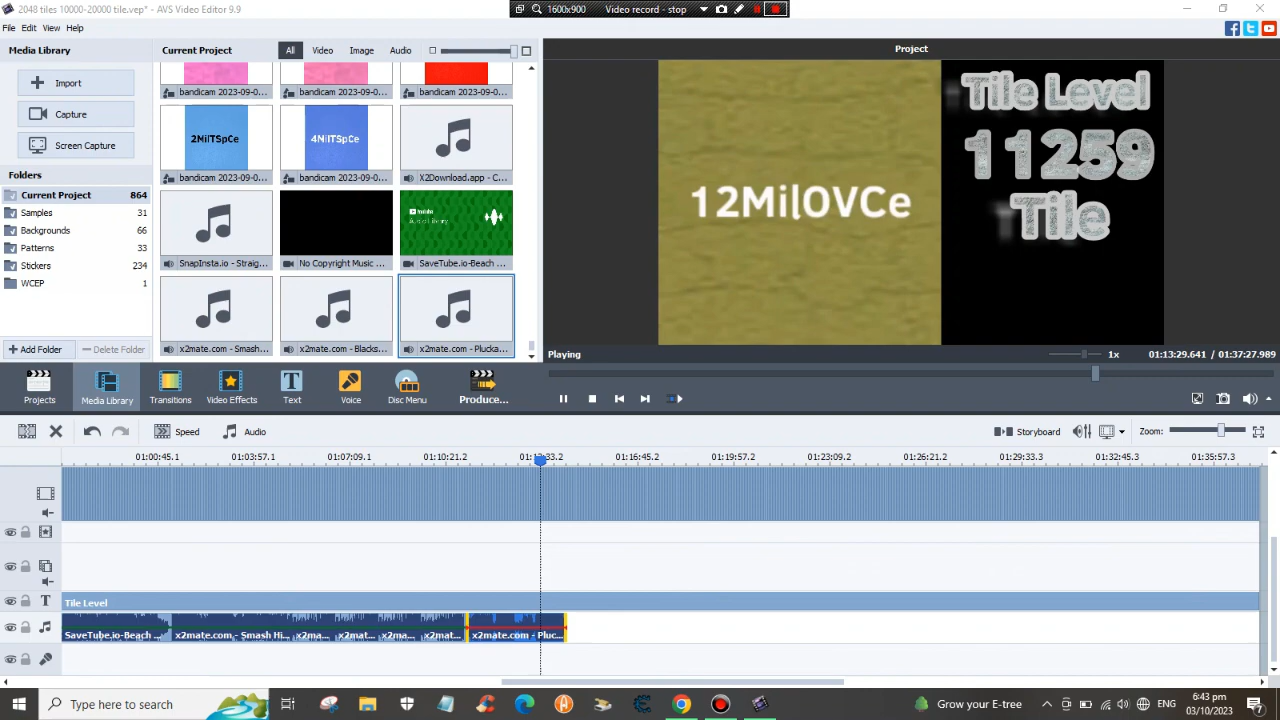 2048 tiles 10000-20000 tile.vep* - AVS Video Editor 9.9
1600x900
Video record - stop
File Edit View Help
Media Library
Current Project
All Video Image Audio
Project
Import
Capture
Screen Capture
Folders
Current Project 864
Samples 31
Backgrounds 66
Patterns 33
Stickers 234
WCEP 1
Add Folder
Delete Folder
bandicam 2023-09-0...
bandicam 2023-09-0...
bandicam 2023-09-0...
2MilTSpCe
4NilTSpCe
bandicam 2023-09-0...
bandicam 2023-09-0...
X2Download.app - C...
SnapInsta.io - Straig...
No Copyright Music ...
SaveTube.io-Beach ...
x2mate.com - Smash...
x2mate.com - Blacks...
x2mate.com - Plucka...
12MilOVCe
Tile Level
11259
Tile
Playing
1x
01:13:29.641 / 01:37:27.989
Projects
Media Library
Transitions
Video Effects
Text
Voice
Disc Menu
Produce...
Speed
Audio
Storyboard
Zoom:
01:00:45.1 01:03:57.1 01:07:09.1 01:10:21.2 01:13:33.2 01:16:45.2 01:19:57.2 01:23:09.2 01:26:21.2 01:29:33.3 01:32:45.3 01:35:57.3
Tile Level
SaveTube.io-Beach ...
x2mate.com - Smash Hi...
x2ma...
x2mat...
x2ma...
x2mat...
x2mate.com - Pluc...
Type here to search
Grow your E-tree
ENG
6:43 pm
03/10/2023